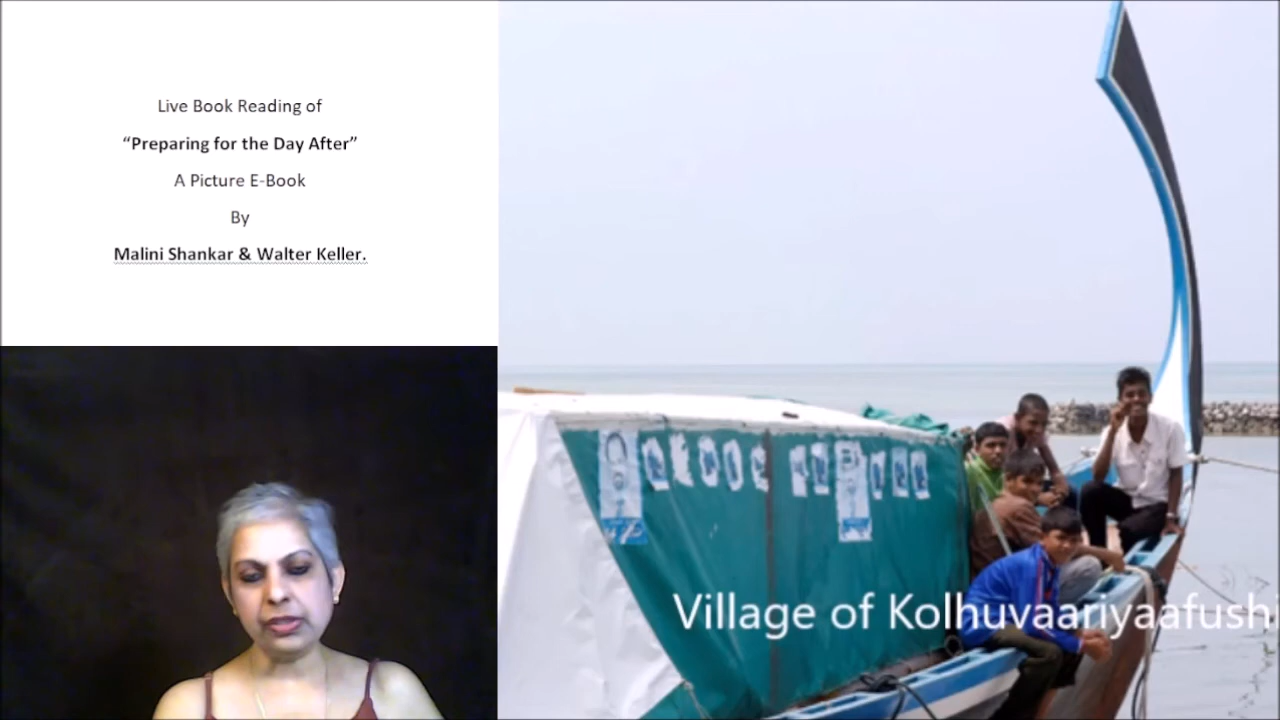 Live Book Reading of
“Preparing for the Day After”
A Picture E-Book
By
Malini Shankar & Walter Keller.
Village of Kolhuvaariyaafushi